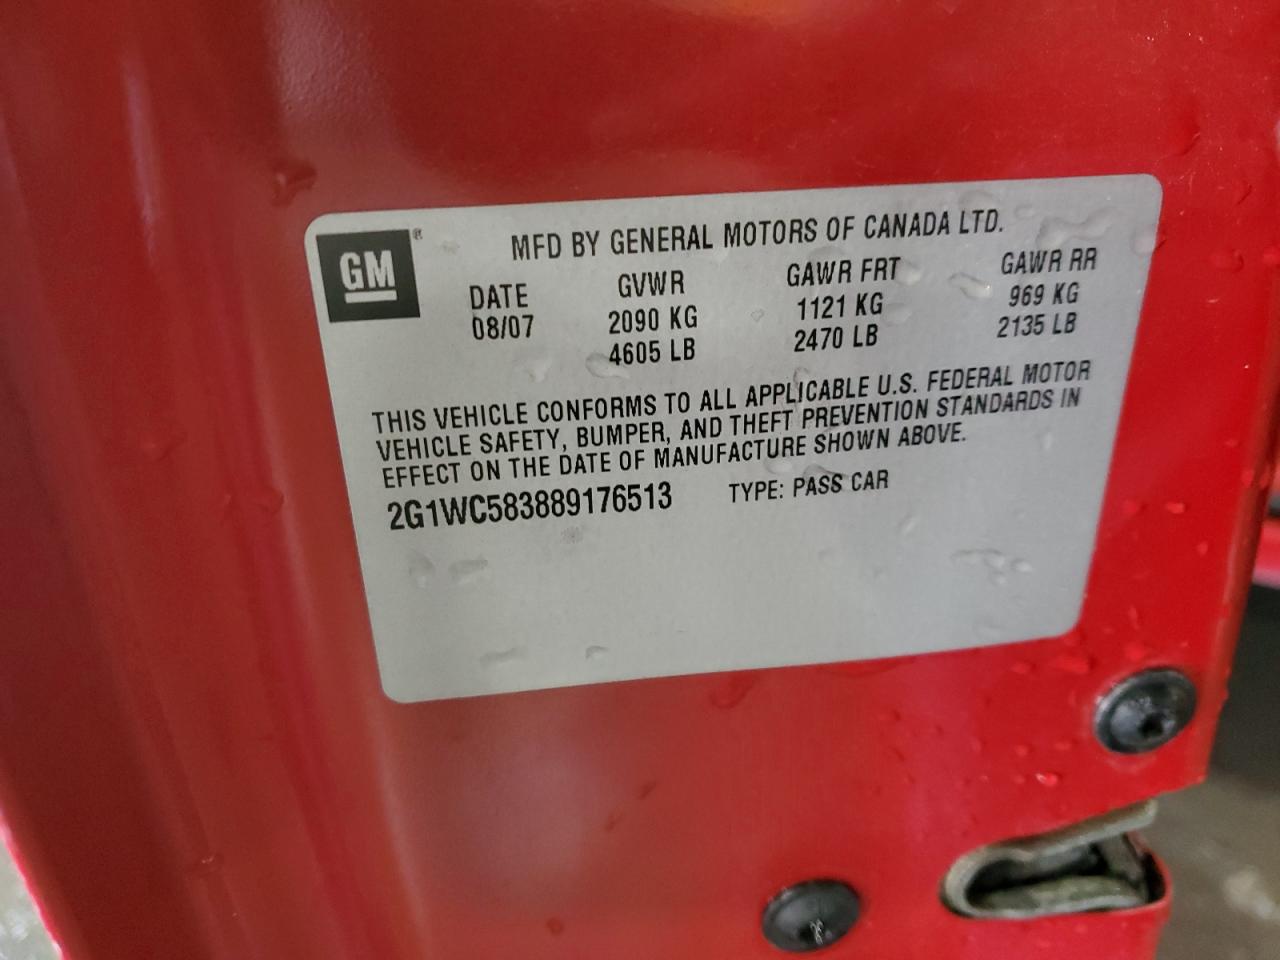 GM®
MFD BY GENERAL MOTORS OF CANADA LTD.
DATE GVWR GAWR FRT GAWR RR
08/07 2090 KG 1121 KG 969 KG
4605 LB 2470 LB 2135 LB
THIS VEHICLE CONFORMS TO ALL APPLICABLE U.S. FEDERAL MOTOR
VEHICLE SAFETY, BUMPER, AND THEFT PREVENTION STANDARDS IN
EFFECT ON THE DATE OF MANUFACTURE SHOWN ABOVE.
2G1WC583889176513 TYPE: PASS CAR